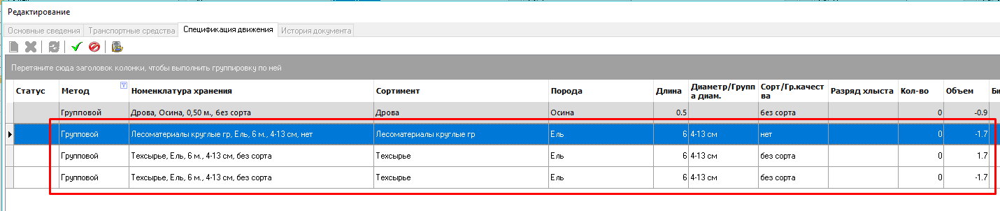 Редактирование
Основные сведения Транспортные средства Спецификация движения История документа
Перетяните сюда заголовок колонки, чтобы выполнить группировку по ней
Статус Метод Номенклатура хранения Сортимент Порода Длина Диаметр/Групп а диам. Сорт/Гр.качест ва Разряд хлыста Кол-во Объем Би
Групповой Дрова, Осина, 0,50 м., без сорта Дрова Осина 0.5 без сорта 0 -0.9
Групповой Лесоматериалы круглые гр, Ель, 6 м., 4-13 см, нет Лесоматериалы круглые гр Ель 6 4-13 см нет 0 -1.7
Групповой Техсырье, Ель, 6 м., 4-13 см, без сорта Техсырье Ель 6 4-13 см без сорта 0 1.7
Групповой Техсырье, Ель, 6 м., 4-13 см, без сорта Техсырье Ель 6 4-13 см без сорта 0 -1.7